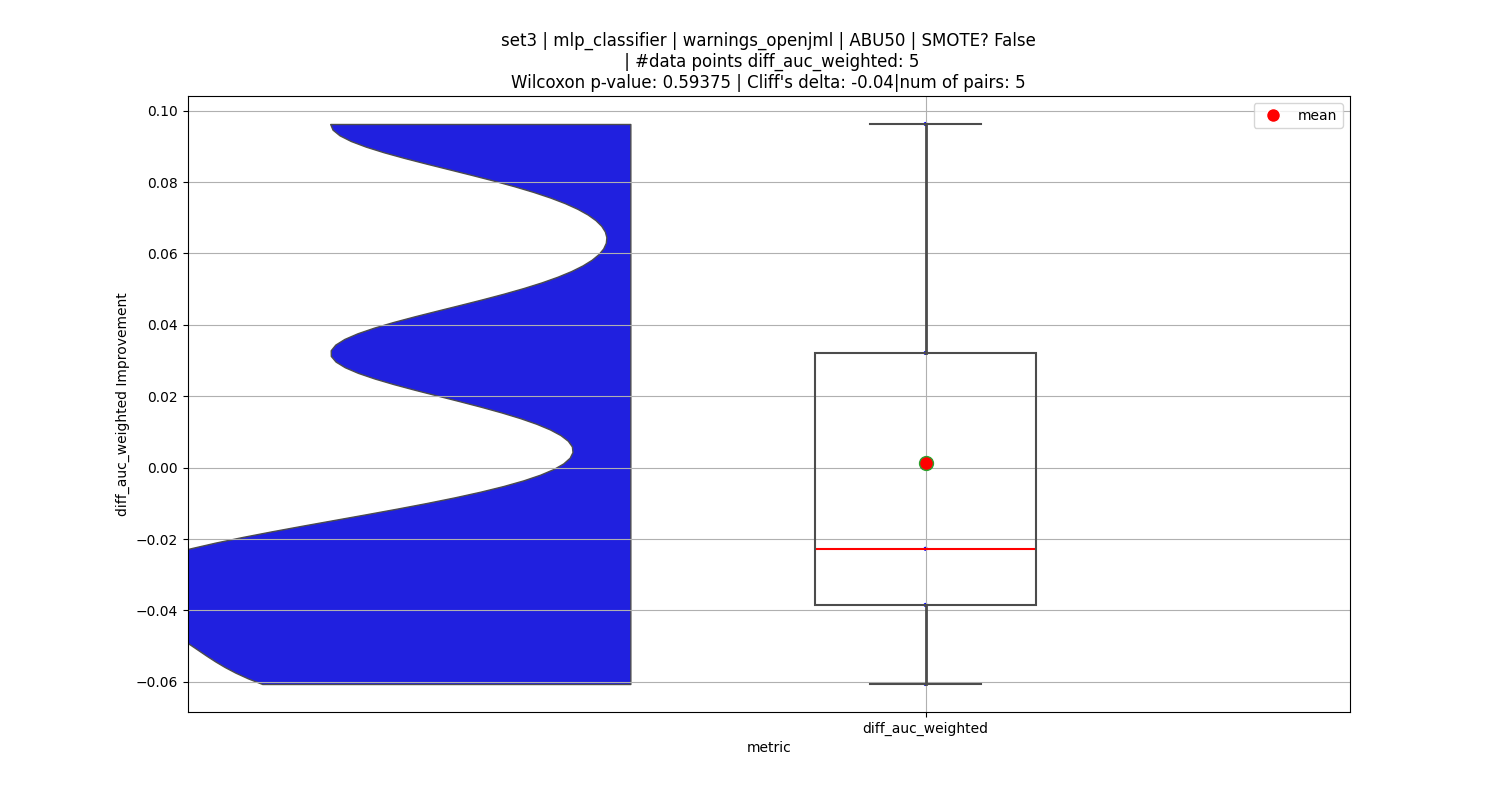 set3 | mlp_classifier | warnings_openjml | ABU50 | SMOTE? False
| #data points diff_auc_weighted: 5
Wilcoxon p-value: 0.59375 | Cliff's delta: -0.04|num of pairs: 5
mean
0.10
0.08
0.06
0.04
0.02
0.00
−0.02
−0.04
−0.06
diff_auc_weighted Improvement
diff_auc_weighted
metric